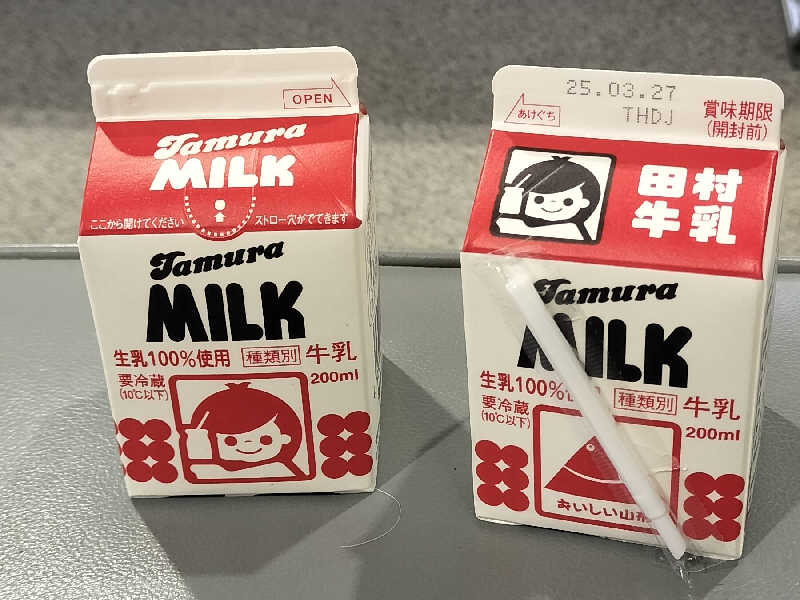 OPEN
Tamura
MILK
ここから開けてください
ストロー穴がでてきます
Tamura
MILK
生乳100%使用 種類別 牛乳
要冷蔵
(10℃以下)
200ml
25.03.27
THDJ
あけぐち
賞味期限
(開封前)
田村
牛乳
Tamura
MILK
生乳100% 種類別 牛乳
要冷蔵
(10℃以下)
200ml
おいしい山